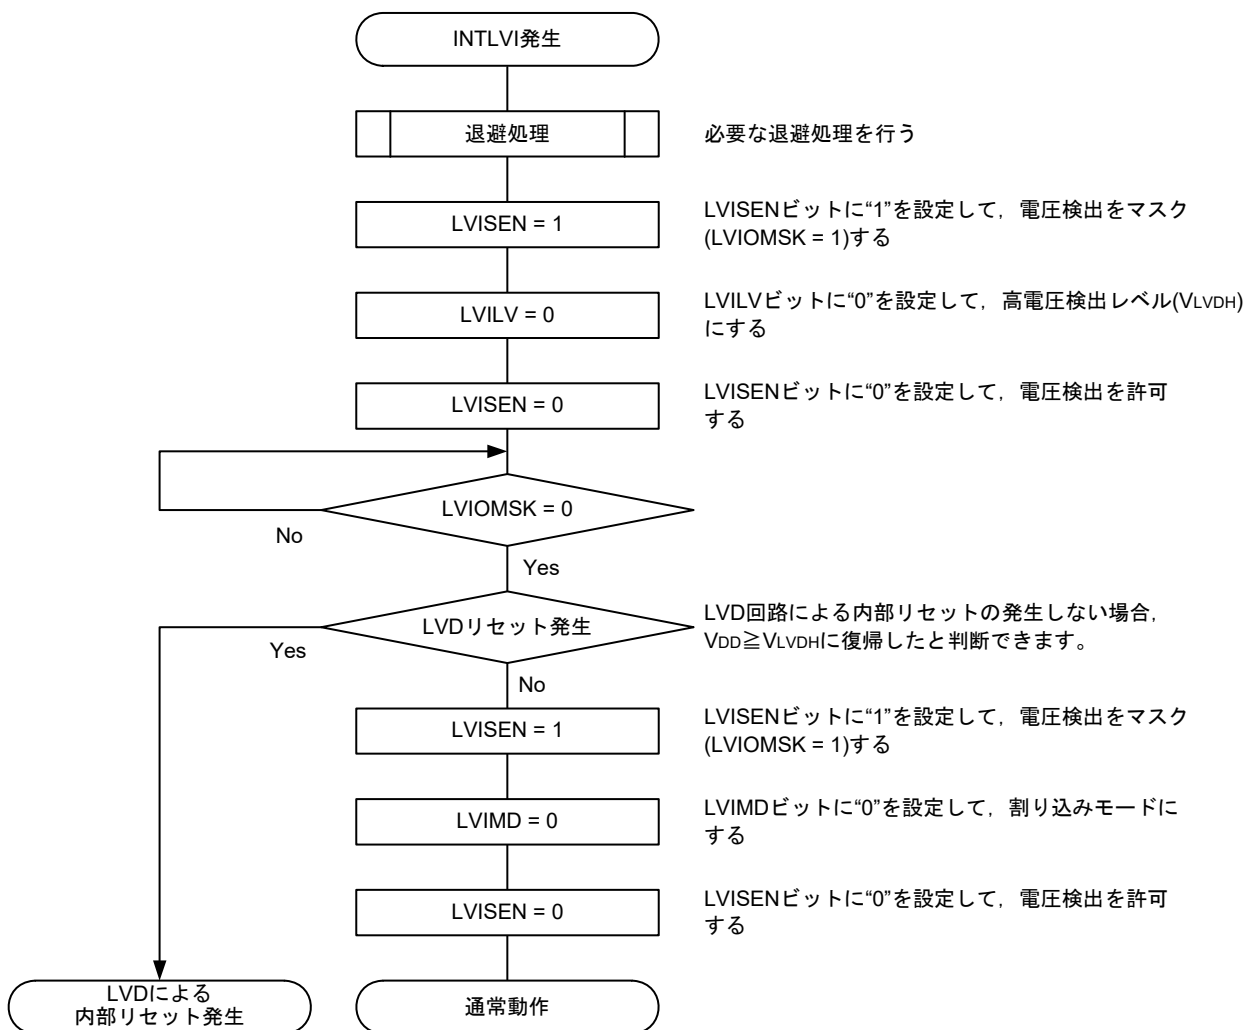 INTLVI発生
退避処理
必要な退避処理を行う
LVISEN = 1
LVISENビットに“1”を設定して，電圧検出をマスク
(LVIOMSK = 1)する
LVILV = 0
LVILVビットに“0”を設定して，高電圧検出レベル(VLVDH)
にする
LVISEN = 0
LVISENビットに“0”を設定して，電圧検出を許可
する
LVIOMSK = 0
No
Yes
LVDリセット発生
LVD回路による内部リセットの発生しない場合，
VDD≧VLVDHに復帰したと判断できます。
Yes
No
LVISEN = 1
LVISENビットに“1”を設定して，電圧検出をマスク
(LVIOMSK = 1)する
LVIMD = 0
LVIMDビットに“0”を設定して，割り込みモードに
する
LVISEN = 0
LVISENビットに“0”を設定して，電圧検出を許可
する
LVDによる
内部リセット発生
通常動作